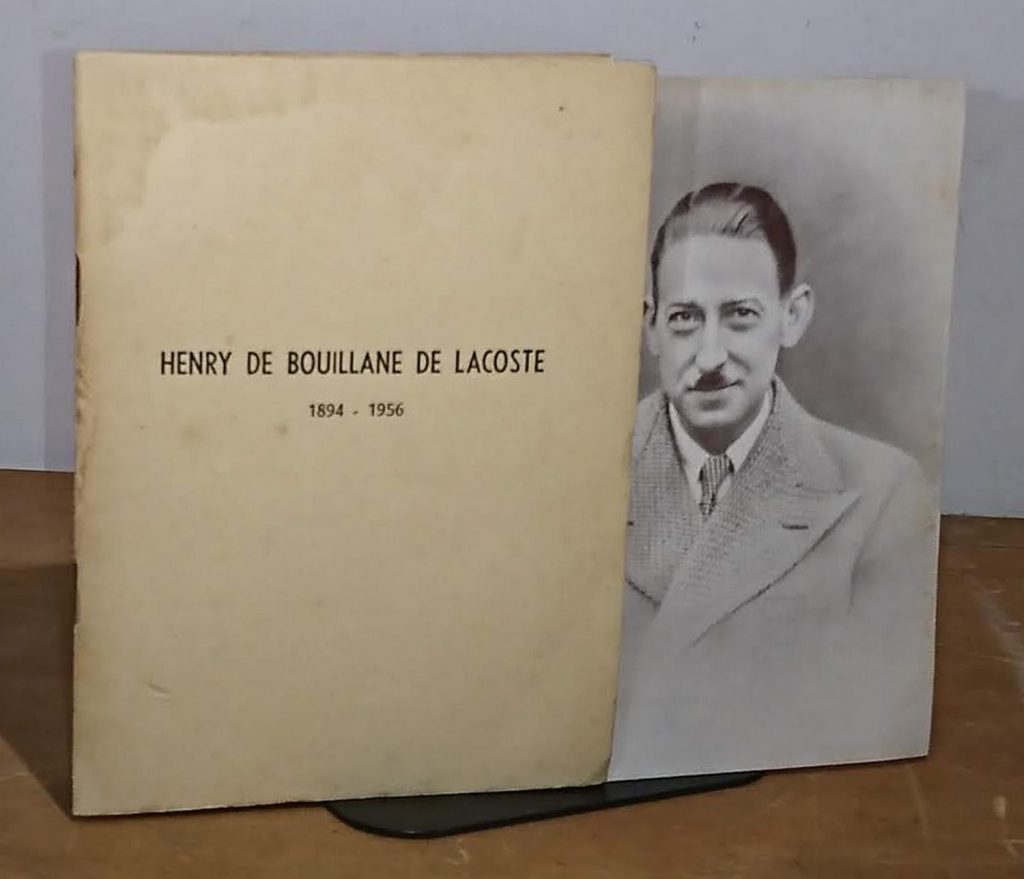 HENRY DE BOUILLANE DE LACOSTE
1894 - 1956